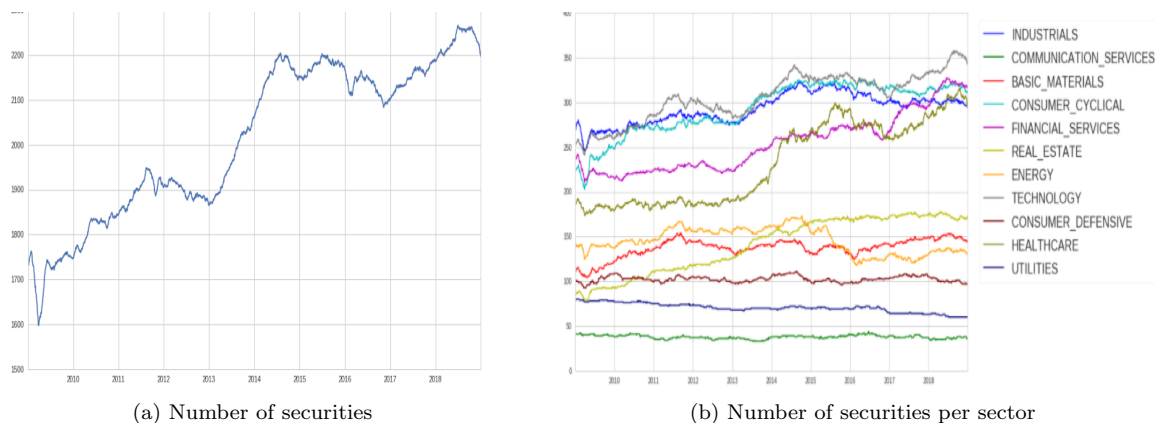 2200
2100
2000
1900
1800
1700
1600
1500
2010 2011 2012 2013 2014 2015 2016 2017 2018
(a) Number of securities
400
350
300
250
200
150
100
50
0
2010 2011 2012 2013 2014 2015 2016 2017 2018
INDUSTRIALS
COMMUNICATION_SERVICES
BASIC_MATERIALS
CONSUMER_CYCLICAL
FINANCIAL_SERVICES
REAL_ESTATE
ENERGY
TECHNOLOGY
CONSUMER_DEFENSIVE
HEALTHCARE
UTILITIES
(b) Number of securities per sector